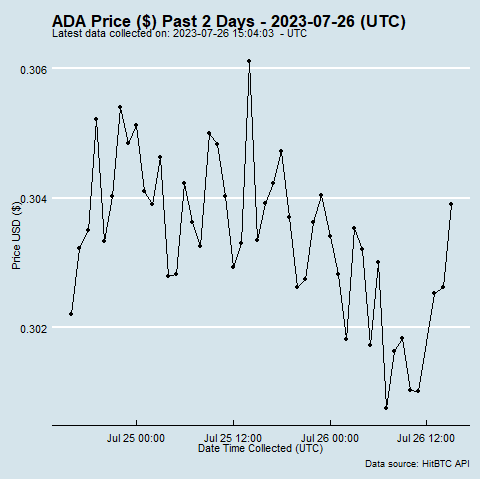 ADA Price ($) Past 2 Days - 2023-07-26 (UTC)
Latest data collected on: 2023-07-26 15:04:03  - UTC
0.306
0.304
0.302
Price USD ($)
Jul 25 00:00
Jul 25 12:00
Jul 26 00:00
Jul 26 12:00
Date Time Collected (UTC)
Data source: HitBTC API